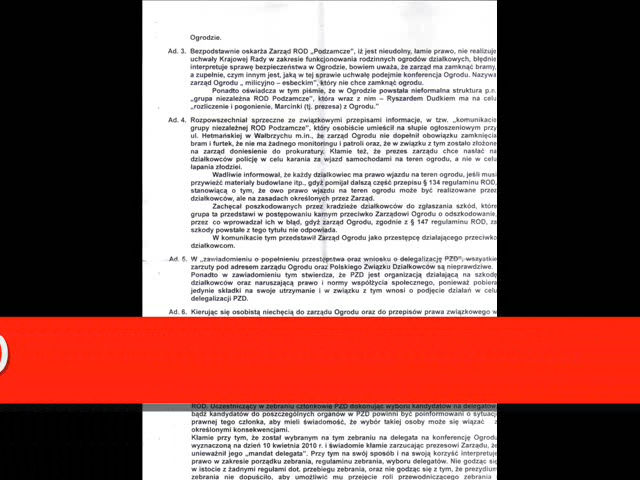 Ogrodzie.
Ad. 3. Bezpodstawnie oskarża Zarząd ROD „Podzamcze", iż jest nieudolny, łamie prawo, nie realizuje
uchwały Krajowej Rady w zakresie funkcjonowania rodzinnych ogrodów działkowych, błędnie
interpretuje sprawę bezpieczeństwa w Ogrodzie, bowiem uważa, że zarząd ma zamknąć bramy,
a zupełnie, czym innym jest, jaką w tej sprawie uchwałę podejmie konferencja Ogrodu. Nazywa
zarząd Ogrodu „ milicyjno – esbeckim", który nie chce zamknąć ogrodu.
Ponadto oświadcza w tym piśmie, że w Ogrodzie powstała nieformalna struktura p.n.
„grupa niezależna ROD Podzamcze", która wraz z nim – Ryszardem Dudkiem ma na celu
„rozliczenie i pogonienie, Marcinki (tj. prezesa) z Ogrodu."
Ad. 4. Rozpowszechniał sprzeczne ze związkowymi przepisami informacje, w tzw. „komunikacie
grupy niezależnej ROD Podzamcze", który osobiście umieścił na słupie ogłoszeniowym przy
ul. Hetmańskiej w Wałbrzychu m.in., że zarząd Ogrodu nie dopełnił obowiązku zamknięcia
bram i furtek, że nie ma żadnego monitoringu i patroli oraz, że w związku z tym zostało złożone
na zarząd doniesienie do prokuratury. Kłamie też, że prezes zarządu chce nasłać na
działkowców policję w celu karania za wjazd samochodami na teren ogrodu, a nie w celu
łapania złodziei.
Wadliwie informował, że każdy działkowiec ma prawo wjazdu na teren ogrodu, jeśli musi
przywieźć materiały budowlane itp., gdyż pomijał dalszą część przepisu § 134 regulaminu ROD,
stanowiącą o tym, że owo prawo wjazdu na teren ogrodu może być realizowane przez
działkowców, ale na zasadach określonych przez Zarząd.
Zachęcał poszkodowanych przez kradzieże działkowców do zgłaszania szkód, które
grupa ta przedstawi w postępowaniu karnym przeciwko Zarządowi Ogrodu o odszkodowanie,
przez co wprowadzał ich w błąd, gdyż zarząd Ogrodu, zgodnie z § 147 regulaminu ROD, za
szkody powstałe z tego tytułu nie odpowiada.
W komunikacie tym przedstawił Zarząd Ogrodu jako przestępcę działającego przeciwko
działkowcom.
Ad. 5. W „zawiadomieniu o popełnieniu przestępstwa oraz wniosku o delegalizację PZD", wszystkie
zarzuty pod adresem zarządu Ogrodu oraz Polskiego Związku Działkowców są nieprawdziwe.
Ponadto w zawiadomieniu tym stwierdza, że PZD jest organizacją działającą na szkodę
działkowców oraz naruszającą prawo i normy współżycia społecznego, ponieważ pobiera
jedynie składki na swoje utrzymanie i w związku z tym wnosi o podjęcie działań w celu
delegalizacji PZD.
Ad. 6. Kierując się osobistą niechęcią do zarządu Ogrodu oraz do przepisów prawa związkowego w
ROD. Uczestniczący w zebraniu członkowie PZD dokonując wyboru kandydatów na delegatów,
bądź kandydatów do poszczególnych organów w PZD powinni być poinformowani o sytuacji
prawnej tego członka, aby mieli świadomość, że wybór takiej osoby może się wiązać z
określonymi konsekwencjami.
Kłamie przy tym, że został wybranym na tym zebraniu na delegata na konferencję Ogrodu
wyznaczoną na dzień 10 kwietnia 2010 r. i świadomie kłamie zarzucając prezesowi Zarządu, że
unieważnił jego „mandat delegata". Przy tym na swój sposób i na swoją korzyść interpretuje
prawo w zakresie porządku zebrania, regulaminu zebrania, wyboru delegatów. Nie godząc się
w istocie z żadnymi regułami dot. przebiegu zebrania, oraz nie godząc się z tym, że prezydium
zebrania nie dopuściło, aby umożliwić mu przejęcie roli przewodniczącego zebrania